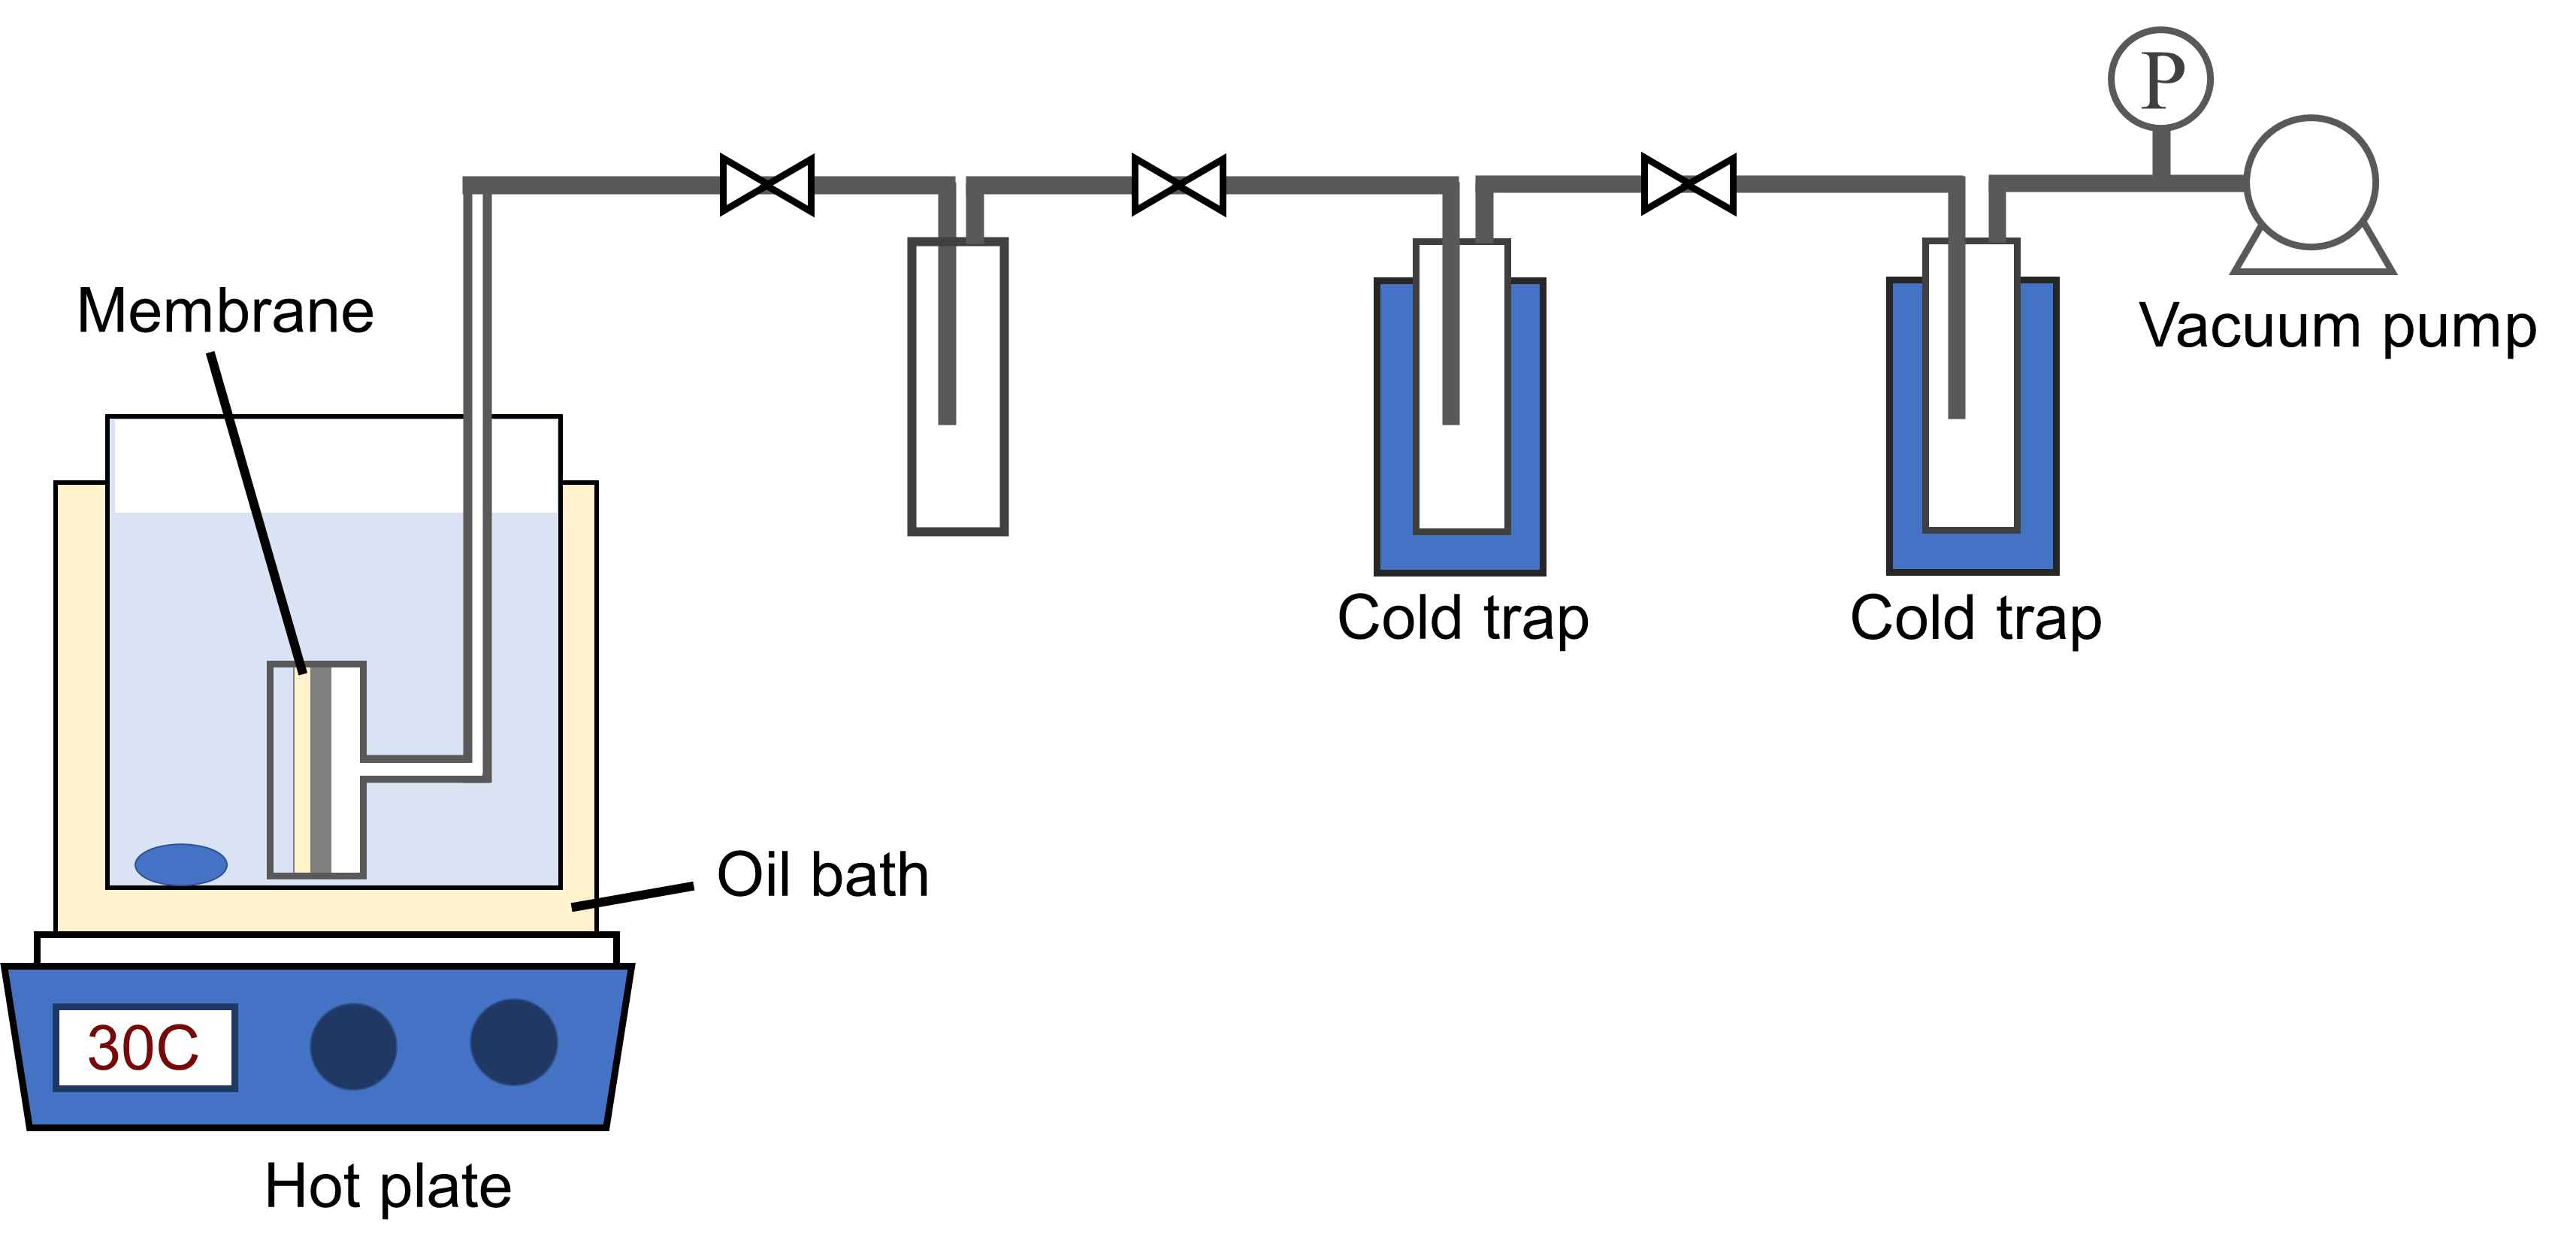 P
Membrane
Vacuum pump
Cold trap
Cold trap
Oil bath
30C
Hot plate